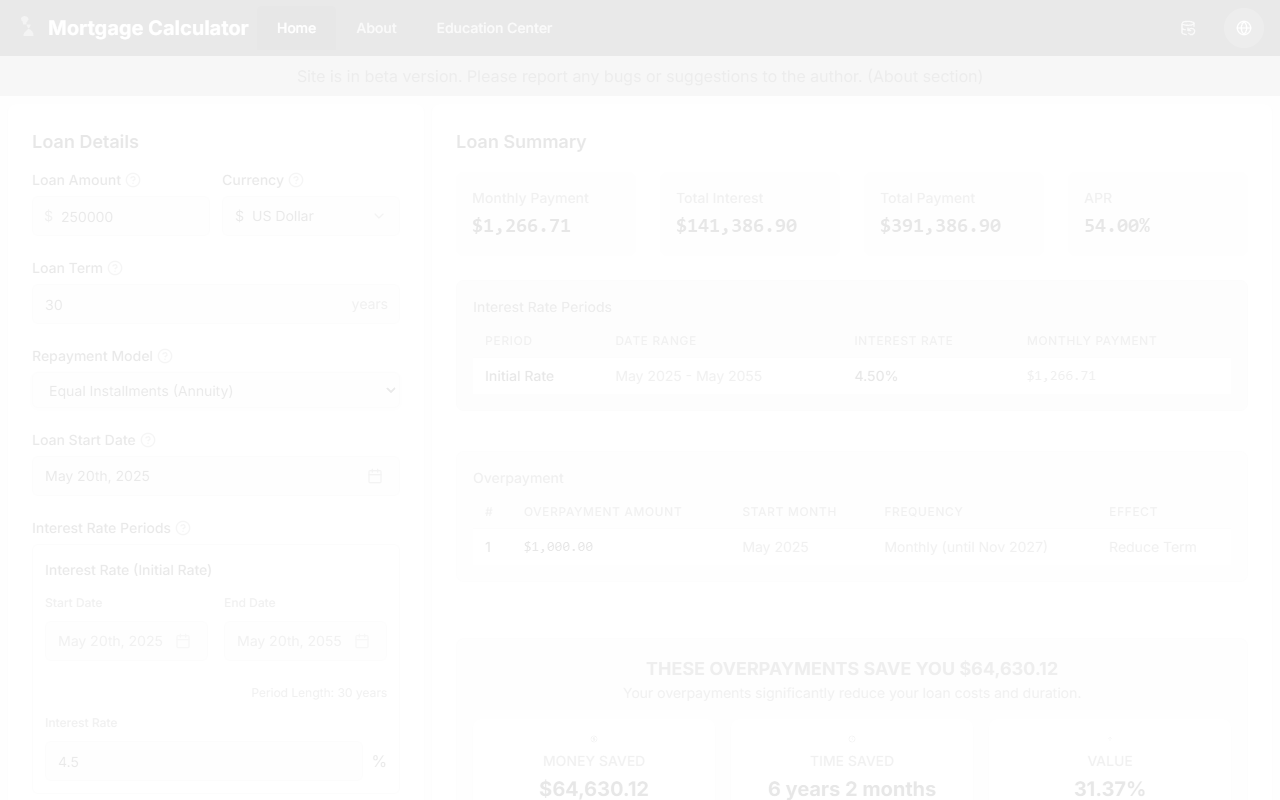 Mortgage Calculator Home About Education Center
Site is in beta version. Please report any bugs or suggestions to the author. (About section)
Loan Details
Loan Amount
Currency
$ 250000
$ US Dollar
Loan Term
30 years
Repayment Model
Equal Installments (Annuity)
Loan Start Date
May 20th, 2025
Interest Rate Periods
Interest Rate (Initial Rate)
Start Date
End Date
May 20th, 2025
May 20th, 2055
Period Length: 30 years
Interest Rate
4.5 %
Loan Summary
Monthly Payment
$1,266.71
Total Interest
$141,386.90
Total Payment
$391,386.90
APR
54.00%
Interest Rate Periods
PERIOD DATE RANGE INTEREST RATE MONTHLY PAYMENT
Initial Rate May 2025 - May 2055 4.50% $1,266.71
Overpayment
# OVERPAYMENT AMOUNT START MONTH FREQUENCY EFFECT
1 $1,000.00 May 2025 Monthly (until Nov 2027) Reduce Term
THESE OVERPAYMENTS SAVE YOU $64,630.12
Your overpayments significantly reduce your loan costs and duration.
MONEY SAVED
$64,630.12
TIME SAVED
6 years 2 months
VALUE
31.37%